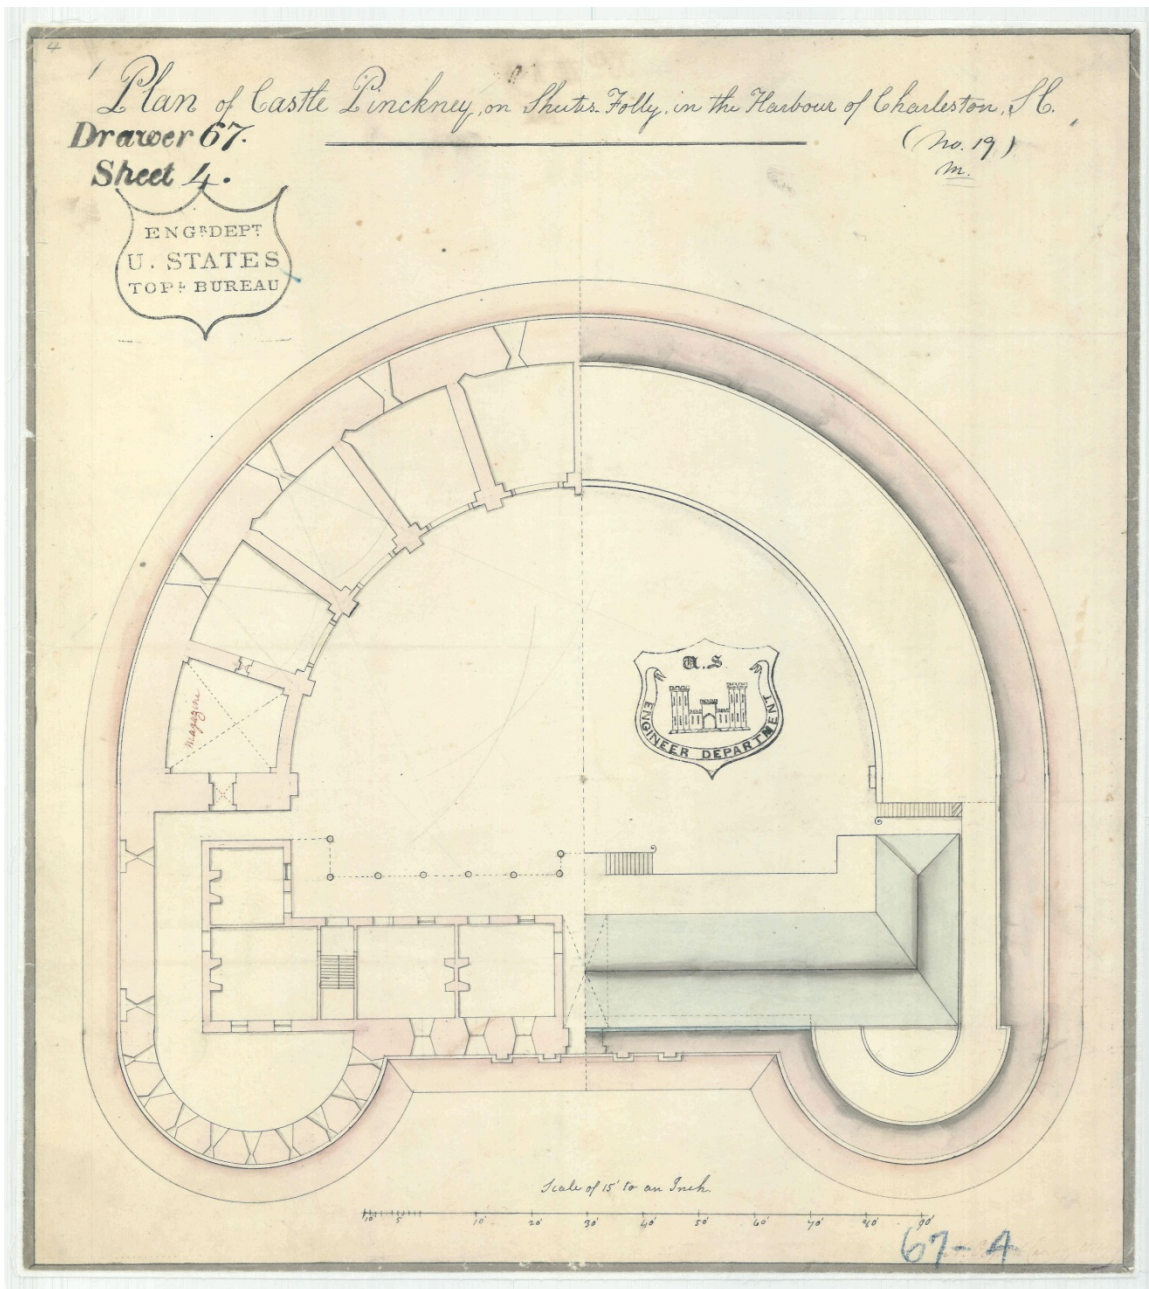 4
Plan of Castle Pinckney, on Shutes Folly, in the Harbour of Charleston, S C.
Drawer 67.
(No. 19)
Sheet 4.
m.
ENGR. DEPT.
U. STATES
TOPL. BUREAU
U.S.
ENGINEER DEPARTMENT
magazine
Scale of 15' to an Inch
10' 5' 10' 20' 30' 40' 50' 60' 70' 80' 90'
67-4